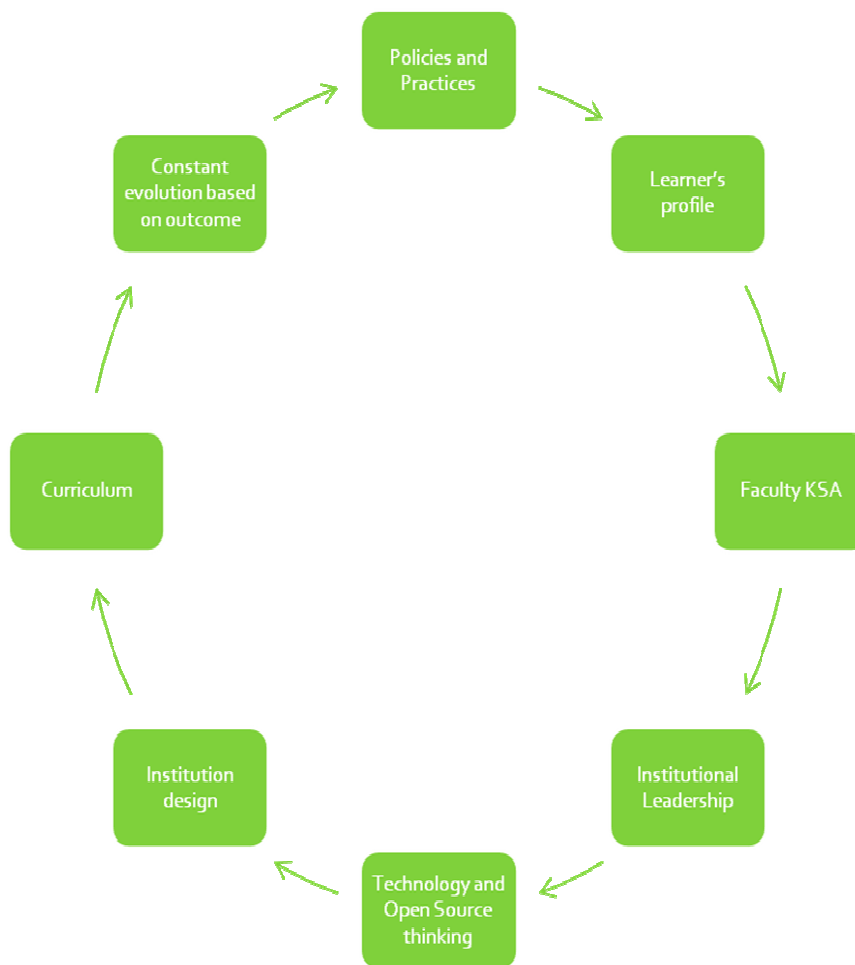 Policies and
Practices
Learner's
profile
Faculty KSA
Institutional
Leadership
Technology and
Open Source
thinking
Institution
design
Curriculum
Constant
evolution based
on outcome